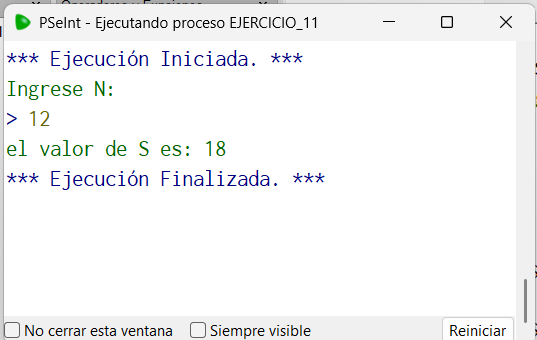 PSeInt - Ejecutando proceso EJERCICIO_11
*** Ejecución Iniciada. ***
Ingrese N:
> 12
el valor de S es: 18
*** Ejecución Finalizada. ***
No cerrar esta ventana
Siempre visible
Reiniciar